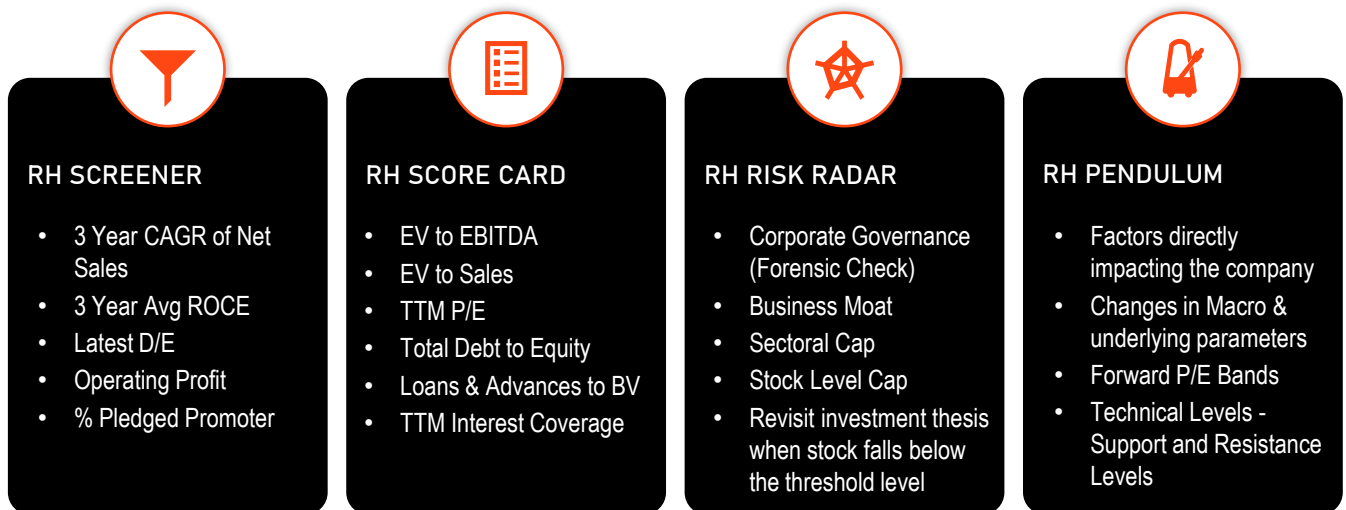 RH SCREENER
• 3 Year CAGR of Net
Sales
• 3 Year Avg ROCE
• Latest D/E
• Operating Profit
• % Pledged Promoter
RH SCORE CARD
• EV to EBITDA
• EV to Sales
• TTM P/E
• Total Debt to Equity
• Loans & Advances to BV
• TTM Interest Coverage
RH RISK RADAR
• Corporate Governance
(Forensic Check)
• Business Moat
• Sectoral Cap
• Stock Level Cap
• Revisit investment thesis
when stock falls below
the threshold level
RH PENDULUM
• Factors directly
impacting the company
• Changes in Macro &
underlying parameters
• Forward P/E Bands
• Technical Levels -
Support and Resistance
Levels